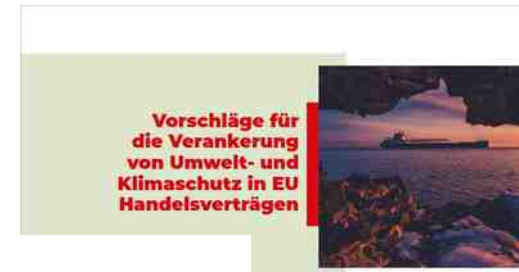 Vorschläge für
die Verankerung
von Umwelt- und
Klimaschutz in EU
Handelsverträgen